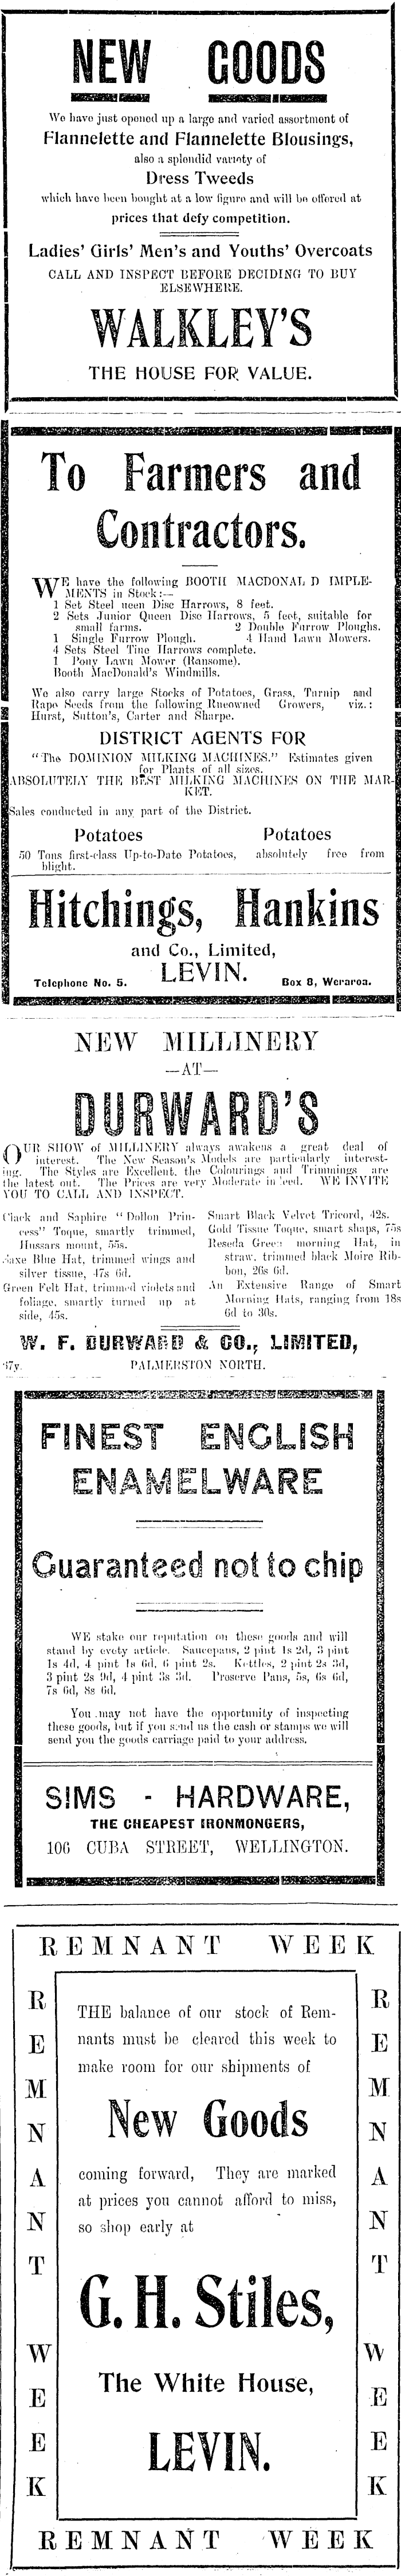 NEW GOODS
We have just opened up a large and varied assortment of
Flannelette and Flannelette Blousings,
also a splendid variety of
Dress Tweeds
which have been bought at a low figure and will be offered at
prices that defy competition.
Ladies' Girls' Men's and Youths' Overcoats
CALL AND INSPECT BEFORE DECIDING TO BUY
ELSEWHERE.
WALKLEY'S
THE HOUSE FOR VALUE.
To Farmers and
Contractors.
WE have the following BOOTH MACDONAL D IMPLE-
MENTS in Stock:—
1 Set Steel ueen Disc Harrows, 8 feet.
2 Sets Junior Queen Disc Harrows, 5 feet, suitable for
small farms. 2 Double Furrow Ploughs.
1 Single Furrow Plough. 4 Hand Lawn Mowers.
4 Sets Steel Tine Harrows complete.
1 Pony Lawn Mower (Ransome).
Booth MacDonald's Windmills.
We also carry large Stocks of Potatoes, Grass, Turnip and
Rape Seeds from the following Rneowned Growers, viz.:
Hurst, Sutton's, Carter and Sharpe.
DISTRICT AGENTS FOR
"The DOMINION MILKING MACHINES." Estimates given
for Plants of all sizes.
ABSOLUTELY THE BEST MILKING MACHINES ON THE MAR-
KET.
Sales conducted in any part of the District.
Potatoes Potatoes
50 Tons first-class Up-to-Date Potatoes, absolutely free from
blight.
Hitchings, Hankins
and Co., Limited,
Telephone No. 5. LEVIN. Box 8, Weraroa.
NEW MILLINERY
—AT—
DURWARD'S
OUR SHOW of MILLINERY always awakens a great deal of
interest. The New Season's Models are particularly interest-
ing. The Styles are Excellent, the Colourings and Trimmings are
the latest out. The Prices are very Moderate in eed. WE INVITE
YOU TO CALL AND INSPECT.
Clack and Saphire "Dollon Prin-
cess" Toque, smartly trimmed,
Hussars mount, 55s.
Saxe Blue Hat, trimmed wings and
silver tissue, 47s 6d.
Green Felt Hat, trimmed violets and
foliage, smartly turned up at
side, 45s.
Smart Black Velvet Tricord, 42s.
Gold Tissue Toque, smart shaps, 75s
Reseda Green morning Hat, in
straw, trimmed black Moire Rib-
bon, 26s 6d.
An Extensive Range of Smart
Morning Hats, ranging from 18s
6d to 30s.
W. F. DURWARD & CO., LIMITED,
67y. PALMERSTON NORTH.
FINEST ENGLISH
ENAMELWARE
Guaranteed not to chip
WE stake our reputation on these goods and will
stand by evety article. Saucepans, 2 pint 1s 2d, 3 pint
1s 4d, 4 pint 1s 6d, 6 pint 2s. Kettles, 2 pint 2s 3d,
3 pint 2s 9d, 4 pint 3s 3d. Preserve Pans, 5s, 6s 6d,
7s 6d, 8s 6d.
You may not have the opportunity of inspecting
these goods, but if you send us the cash or stamps we will
send you the goods carriage paid to your address.
SIMS - HARDWARE,
THE CHEAPEST IRONMONGERS,
106 CUBA STREET, WELLINGTON.
REMNANT WEEK
REMNANT WEEK
THE balance of our stock of Rem-
nants must be cleared this week to
make room for our shipments of
New Goods
coming forward, They are marked
at prices you cannot afford to miss,
so shop early at
G. H. Stiles,
The White House,
LEVIN.
REMNANT WEEK
REMNANT WEEK